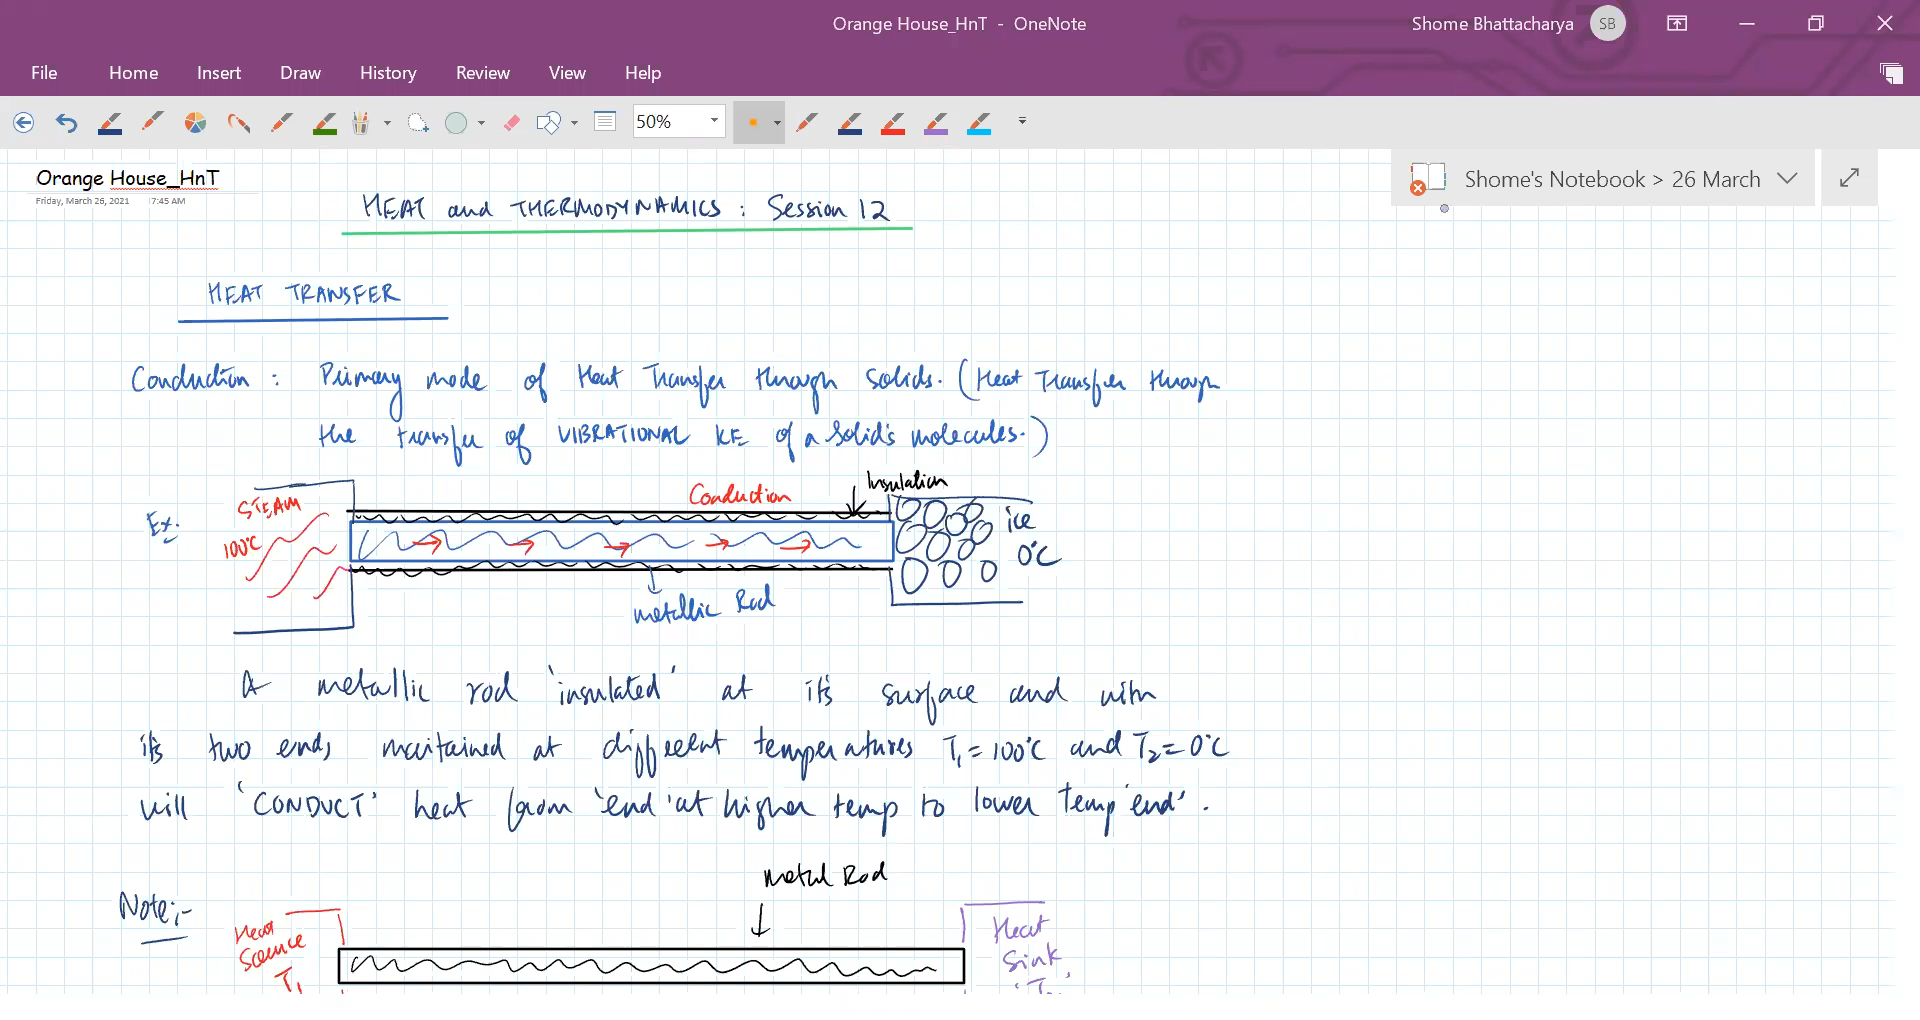 Orange House_HnT - OneNote
Shome Bhattacharya SB
File Home Insert Draw History Review View Help
50%
Orange House_HnT
Friday, March 26, 2021 7:45 AM
Shome's Notebook > 26 March
HEAT and THERMODYNAMICS : Session 12
HEAT TRANSFER
Conduction : Primary mode of Heat Transfer through solids. (Heat Transfer through
the transfer of VIBRATIONAL KE of a Solid's molecules.)
Insulation
Conduction
STEAM
Ex:
100°C
ice
0°C
metallic Rod
A metallic rod 'insulated' at it's surface and with
it's two ends maintained at different temperatures T1 = 100°C and T2 = 0°C
will 'CONDUCT' heat from 'end' at higher temp to lower temp 'end'.
Metal Rod
Note:-
Heat
Source
T1
Heat
Sink